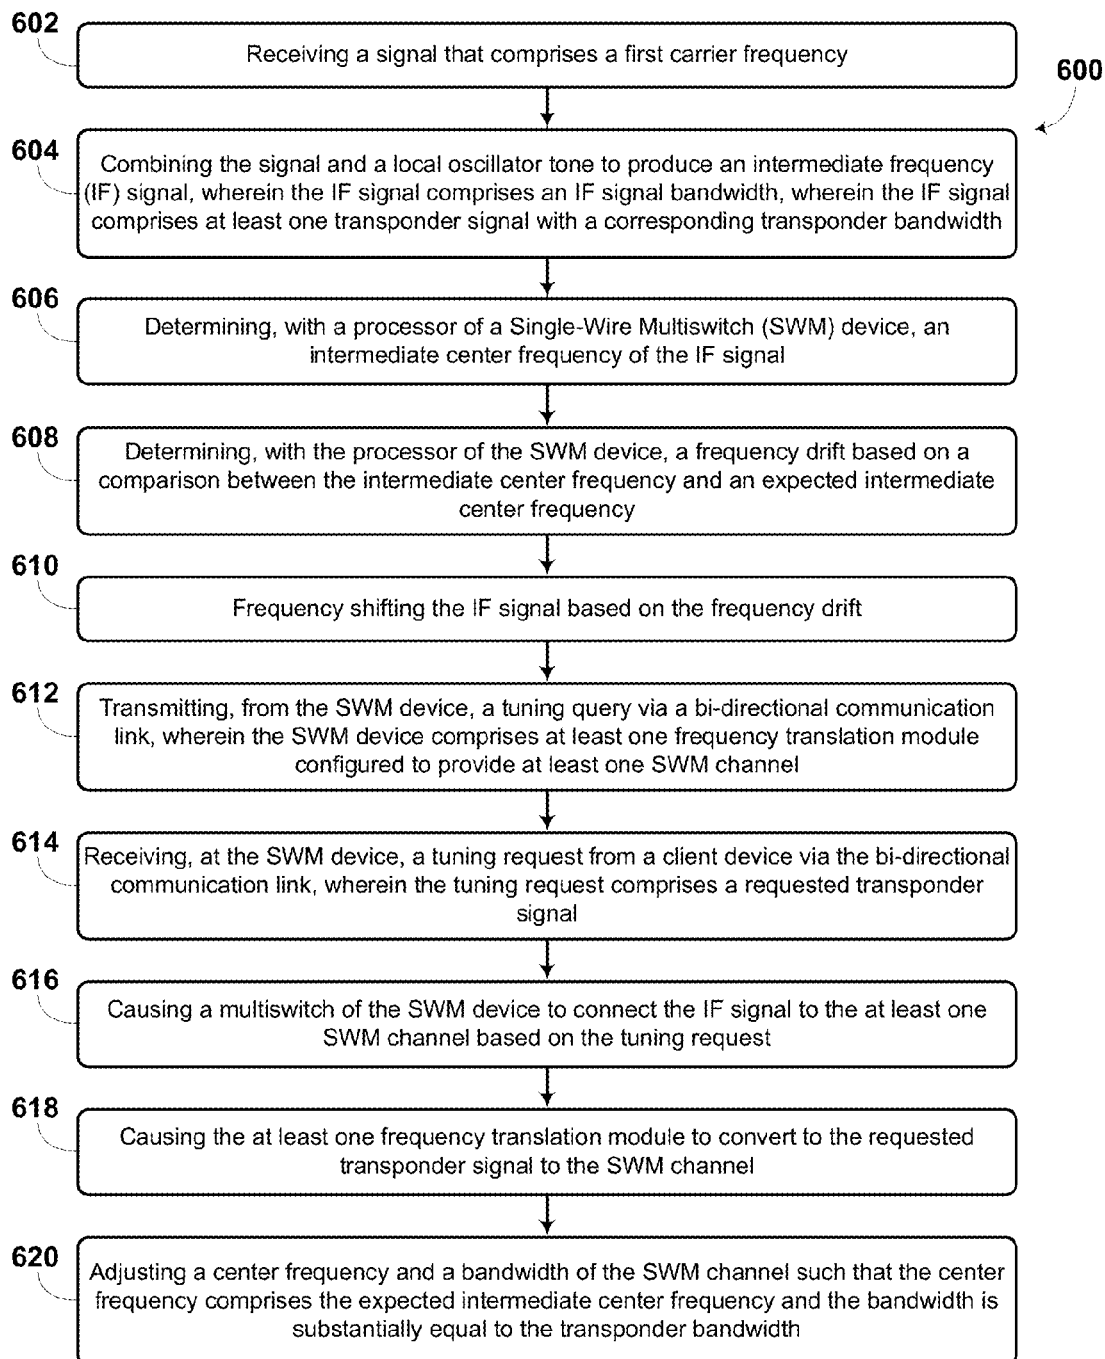 602
Receiving a signal that comprises a first carrier frequency
600
604
Combining the signal and a local oscillator tone to produce an intermediate frequency
(IF) signal, wherein the IF signal comprises an IF signal bandwidth, wherein the IF signal
comprises at least one transponder signal with a corresponding transponder bandwidth
606
Determining, with a processor of a Single-Wire Multiswitch (SWM) device, an
intermediate center frequency of the IF signal
608
Determining, with the processor of the SWM device, a frequency drift based on a
comparison between the intermediate center frequency and an expected intermediate
center frequency
610
Frequency shifting the IF signal based on the frequency drift
612
Transmitting, from the SWM device, a tuning query via a bi-directional communication
link, wherein the SWM device comprises at least one frequency translation module
configured to provide at least one SWM channel
614
Receiving, at the SWM device, a tuning request from a client device via the bi-directional
communication link, wherein the tuning request comprises a requested transponder
signal
616
Causing a multiswitch of the SWM device to connect the IF signal to the at least one
SWM channel based on the tuning request
618
Causing the at least one frequency translation module to convert to the requested
transponder signal to the SWM channel
620
Adjusting a center frequency and a bandwidth of the SWM channel such that the center
frequency comprises the expected intermediate center frequency and the bandwidth is
substantially equal to the transponder bandwidth